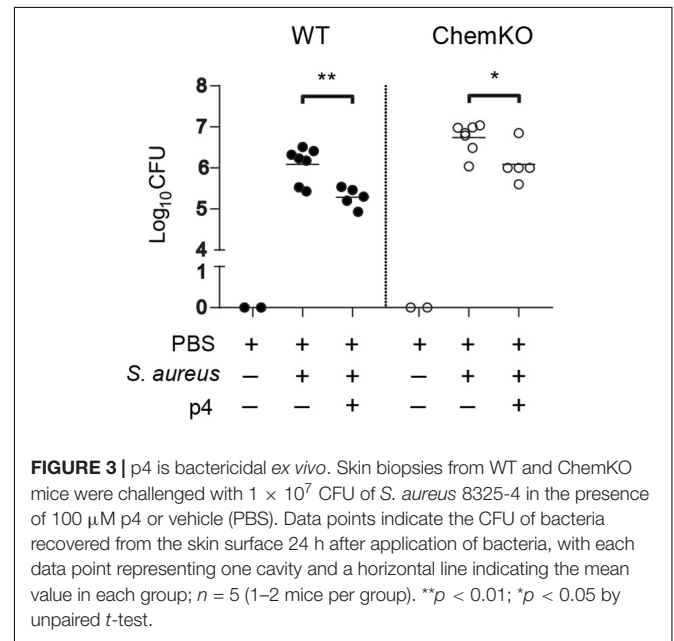 WT ChemKO
** *
8
7
6
5
4
1
0
Log₁₀CFU
PBS + + + + + +
S. aureus – + + – + +
p4 – – + – – +
FIGURE 3 | p4 is bactericidal ex vivo. Skin biopsies from WT and ChemKO
mice were challenged with 1 × 10⁷ CFU of S. aureus 8325-4 in the presence
of 100 μM p4 or vehicle (PBS). Data points indicate the CFU of bacteria
recovered from the skin surface 24 h after application of bacteria, with each
data point representing one cavity and a horizontal line indicating the mean
value in each group; n = 5 (1–2 mice per group). **p < 0.01; *p < 0.05 by
unpaired t-test.